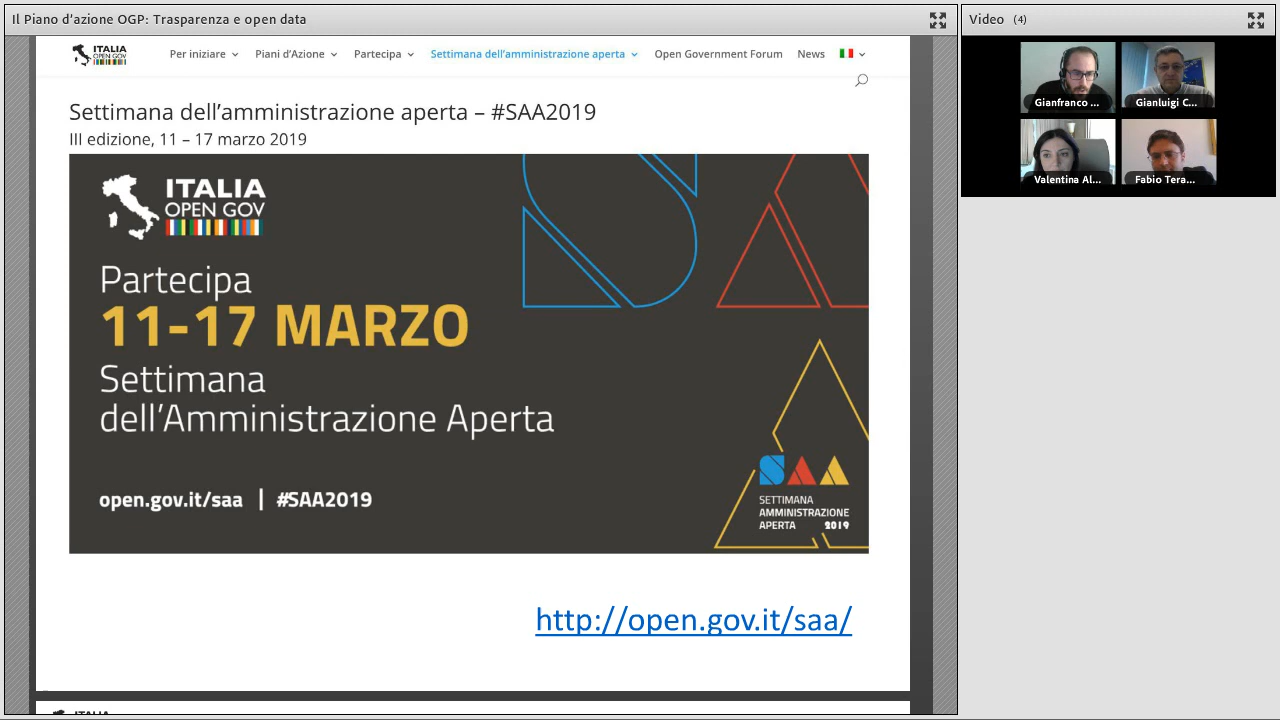 Il Piano d'azione OGP: Trasparenza e open data
Video (4)
ITALIA
OPEN GOV
Per iniziare
Piani d'Azione
Partecipa
Settimana dell'amministrazione aperta
Open Government Forum
News
Settimana dell'amministrazione aperta – #SAA2019
III edizione, 11 – 17 marzo 2019
ITALIA
OPEN GOV
Partecipa
11-17 MARZO
Settimana
dell'Amministrazione Aperta
open.gov.it/saa | #SAA2019
SAA
SETTIMANA
AMMINISTRAZIONE
APERTA 2019
http://open.gov.it/saa/
ITALIA
Gianfranco ...
Gianluigi C...
Valentina Al...
Fabio Tera...